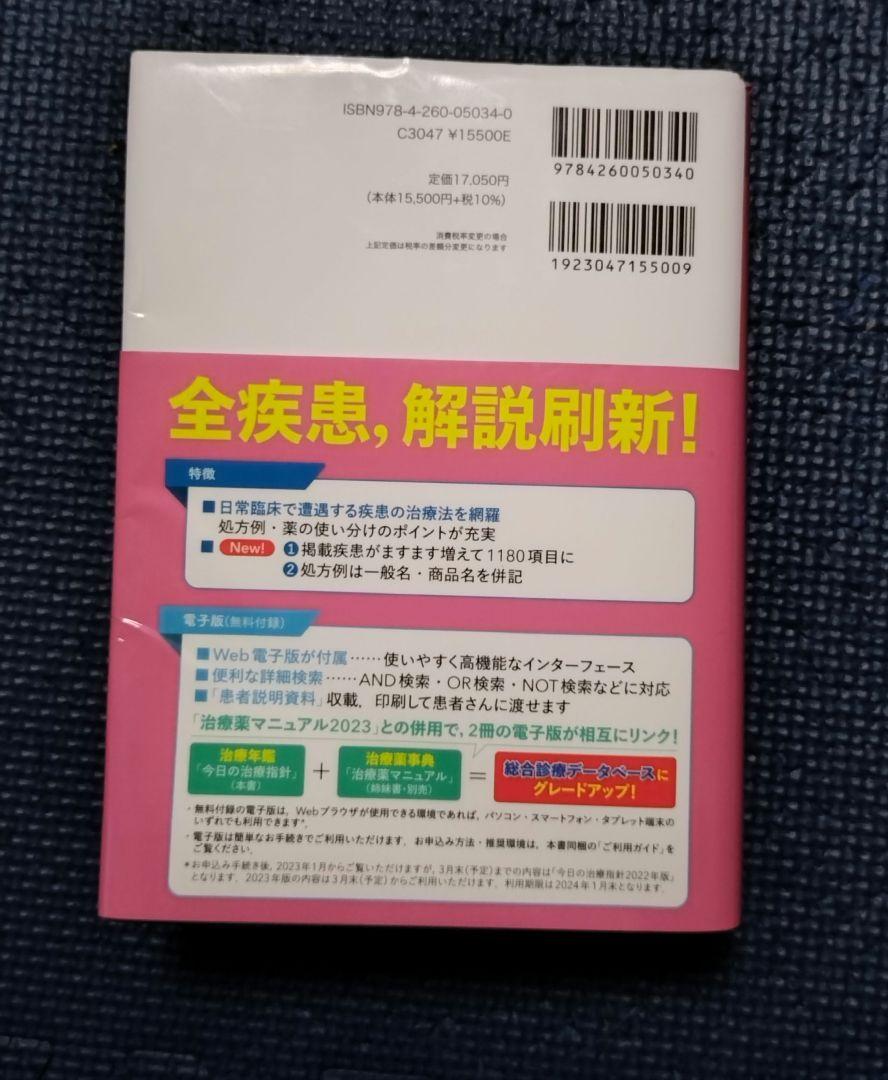 ISBN978-4-260-05034-0
C3047 ¥15500E
9784260050340
定価17,050円
(本体15,500円+税10%)
消費税率変更の場合
上記定価は税率の差額分変更になります
1923047155009
全疾患,解説刷新!
特徴
■日常臨床で遭遇する疾患の治療法を網羅
処方例・薬の使い分けのポイントが充実
■ New! ❶掲載疾患がますます増えて1180項目に
❷処方例は一般名・商品名を併記
電子版(無料付録)
■Web電子版が付属……使いやすく高機能なインターフェース
■便利な詳細検索……AND検索・OR検索・NOT検索などに対応
■「患者説明資料」収載,印刷して患者さんに渡せます
「治療薬マニュアル2023」との併用で,2冊の電子版が相互にリンク!
治療年鑑
「今日の治療指針」
(本書)
+
治療薬事典
「治療薬マニュアル」
(姉妹書・別売)
=
総合診療データベースに
グレードアップ!
・無料付録の電子版は,Webブラウザが使用できる環境であれば,パソコン・スマートフォン・タブレット端末の
いずれでも利用できます*.
・電子版は簡単なお手続きでご利用いただけます.お申込み方法・推奨環境は,本書同梱の「ご利用ガイド」を
ご覧ください.
*お申込み手続き後,2023年1月からご覧いただけますが,3月末(予定)までの内容は「今日の治療指針2022年版」
となります.2023年版の内容は3月末(予定)からご利用いただけます.利用期限は2024年1月末となります.